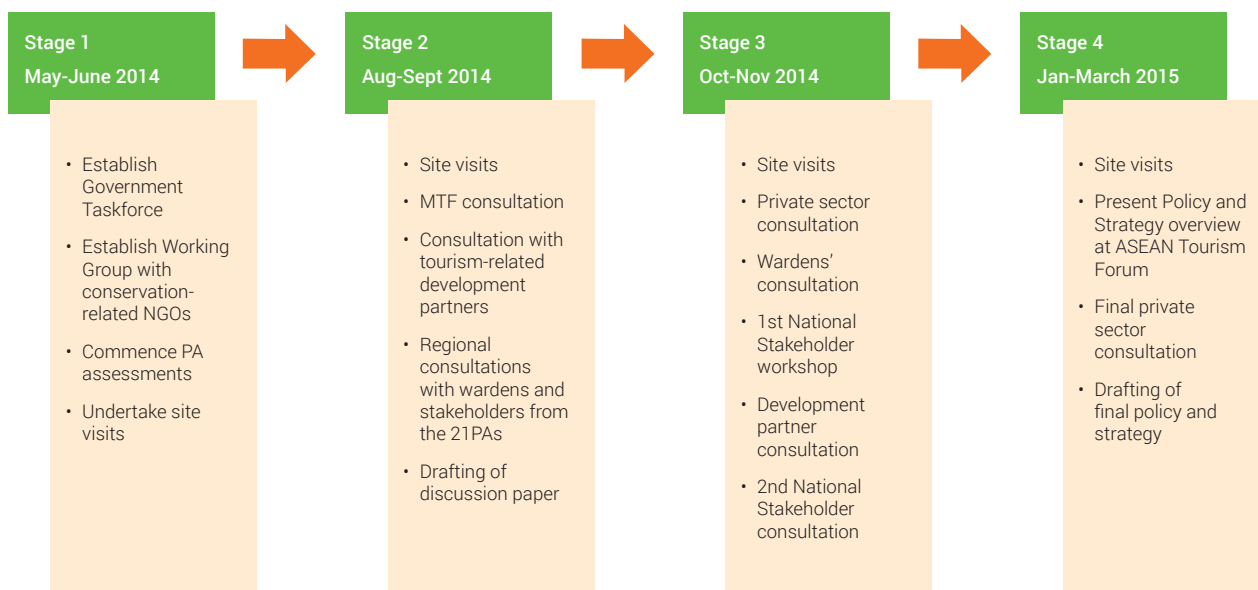 Stage 1
May-June 2014
• Establish
Government
Taskforce
• Establish Working
Group with
conservation-
related NGOs
• Commence PA
assessments
• Undertake site
visits
Stage 2
Aug-Sept 2014
• Site visits
• MTF consultation
• Consultation with
tourism-related
development
partners
• Regional
consultations
with wardens and
stakeholders from
the 21PAs
• Drafting of
discussion paper
Stage 3
Oct-Nov 2014
• Site visits
• Private sector
consultation
• Wardens’
consultation
• 1st National
Stakeholder
workshop
• Development
partner
consultation
• 2nd National
Stakeholder
consultation
Stage 4
Jan-March 2015
• Site visits
• Present Policy and
Strategy overview
at ASEAN Tourism
Forum
• Final private
sector
consultation
• Drafting of
final policy and
strategy